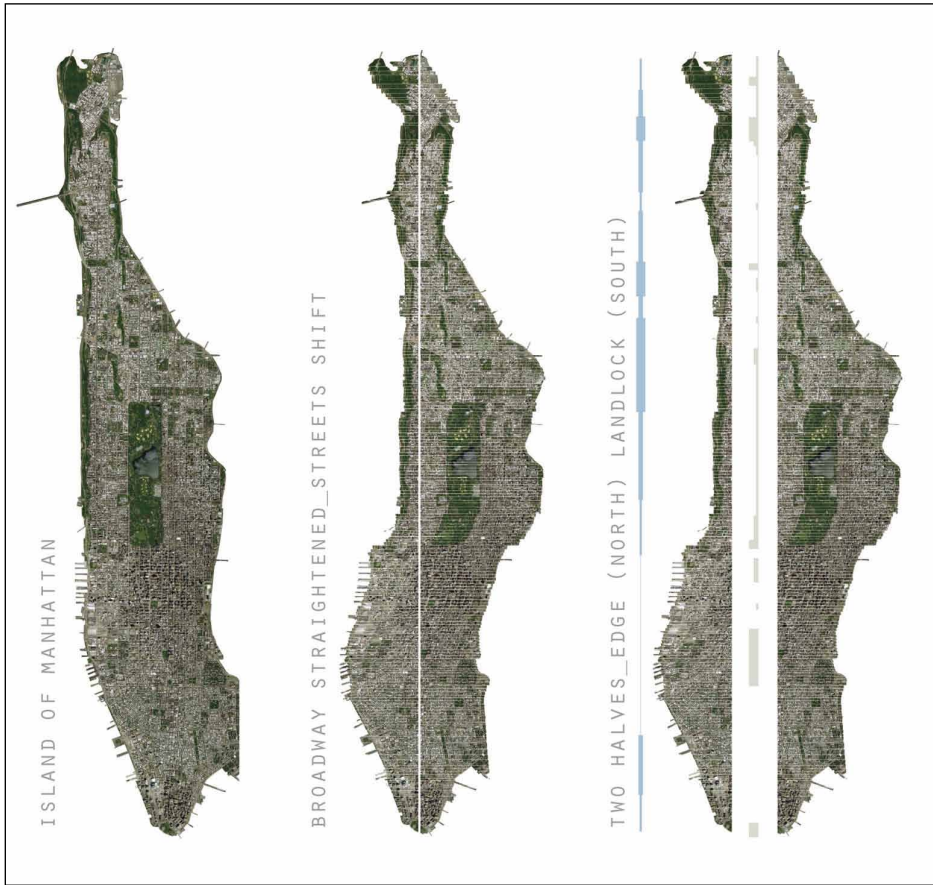 ISLAND OF MANHATTAN
BROADWAY STRAIGHTENED_STREETS SHIFT
TWO HALVES_EDGE (NORTH) LANDLOCK (SOUTH)